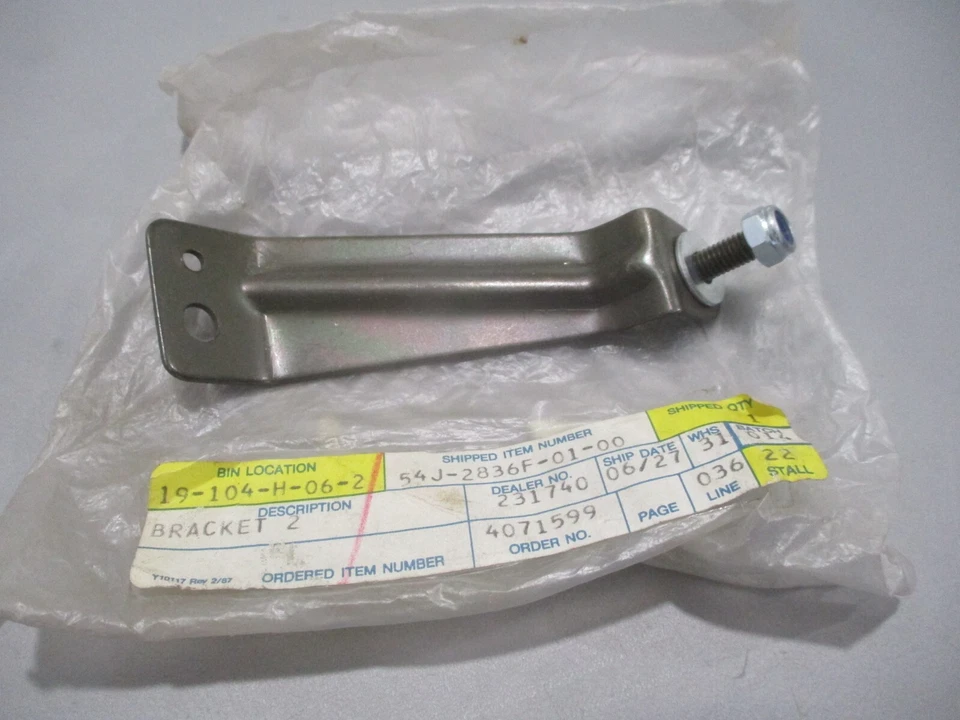 BIN LOCATION
19-104-H-06-2
SHIPPED ITEM NUMBER
54J-2836F-01-00
SHIPPED QTY
1
DESCRIPTION
BRACKET 2
DEALER NO.
231740
SHIP DATE
06/27
WHS
31
BATCH
22
STALL
ORDERED ITEM NUMBER
4071599
ORDER NO.
PAGE
036
LINE
Y10117 Rev 2/87